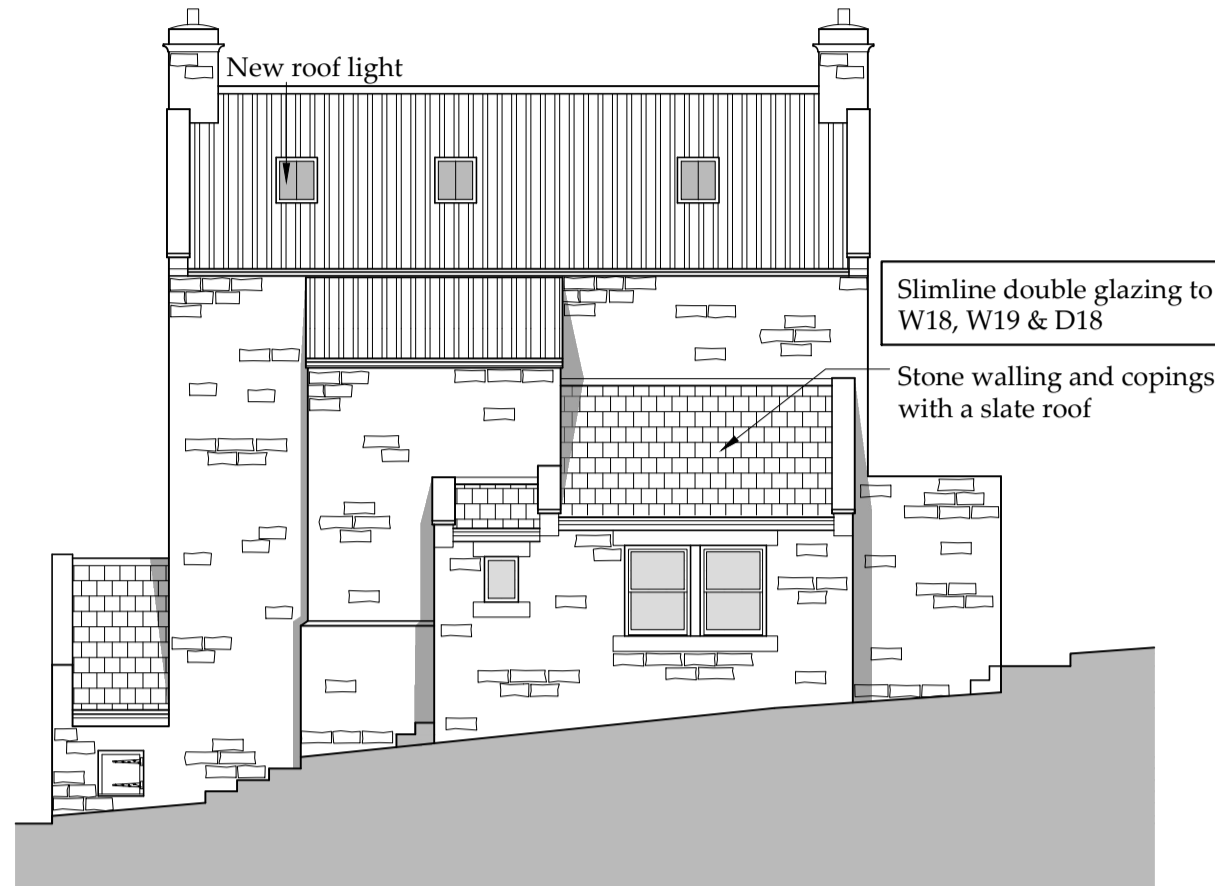 New roof light
Slimline double glazing to
W18, W19 & D18
Stone walling and copings
with a slate roof